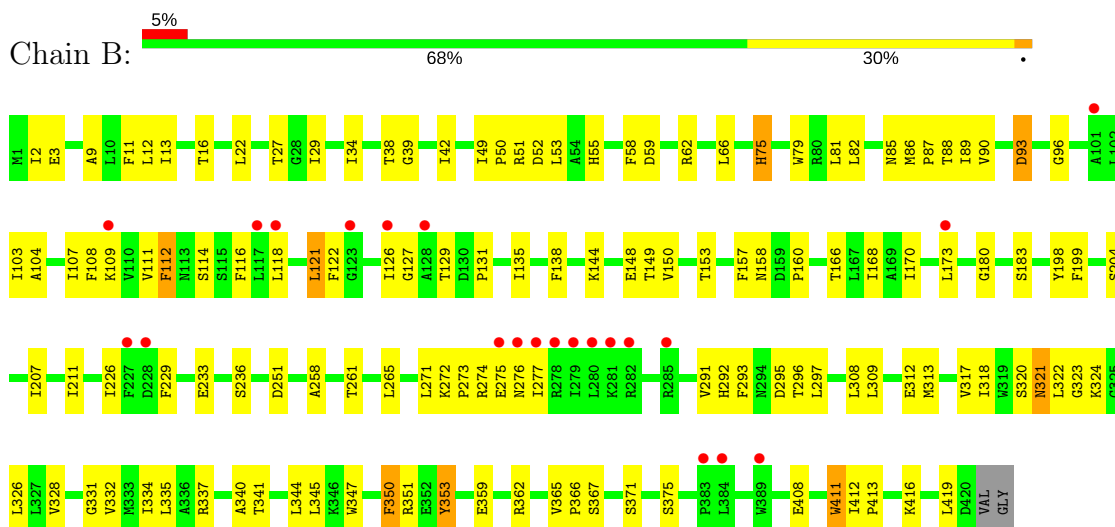 5%
Chain B:
68% 30% •
M1 I2 E3 A9 L10 F11 L12 I13 T16 L22 T27 G28 I29 I34 T38 G39 I42 I49 P50 R51 D52 L53 A54 H55 F58 D59 R62 L66 H75 W79 R80 L81 L82 N85 M86 P87 T88 I89 V90 D93 G96 A101 L102
I103 A104 I107 F108 K109 V110 V111 F112 N113 S114 S115 F116 L117 L118 L121 F122 G123 I126 G127 A128 T129 D130 P131 I135 F138 K144 E148 T149 V150 T153 F157 N158 D159 P160 T166 L167 I168 A169 I170 L173 G180 S183 Y198 F199 S204
I207 I211 I226 F227 D228 F229 E233 S236 D251 A258 T261 L265 L271 K272 P273 R274 E275 N276 I277 R278 I279 L280 K281 R282 R285 V291 H292 F293 N294 D295 T296 L297 L308 L309 E312 M313 V317 I318 W319 S320 N321 L322 G323 K324 G325
L326 L327 V328 G331 V332 M333 I334 L335 A336 R337 A340 T341 L344 L345 K346 W347 F350 R351 E352 Y353 E359 R362 V365 P366 S367 S371 S375 P383 L384 W389 E408 W411 I412 P413 K416 L419 D420 VAL GLY